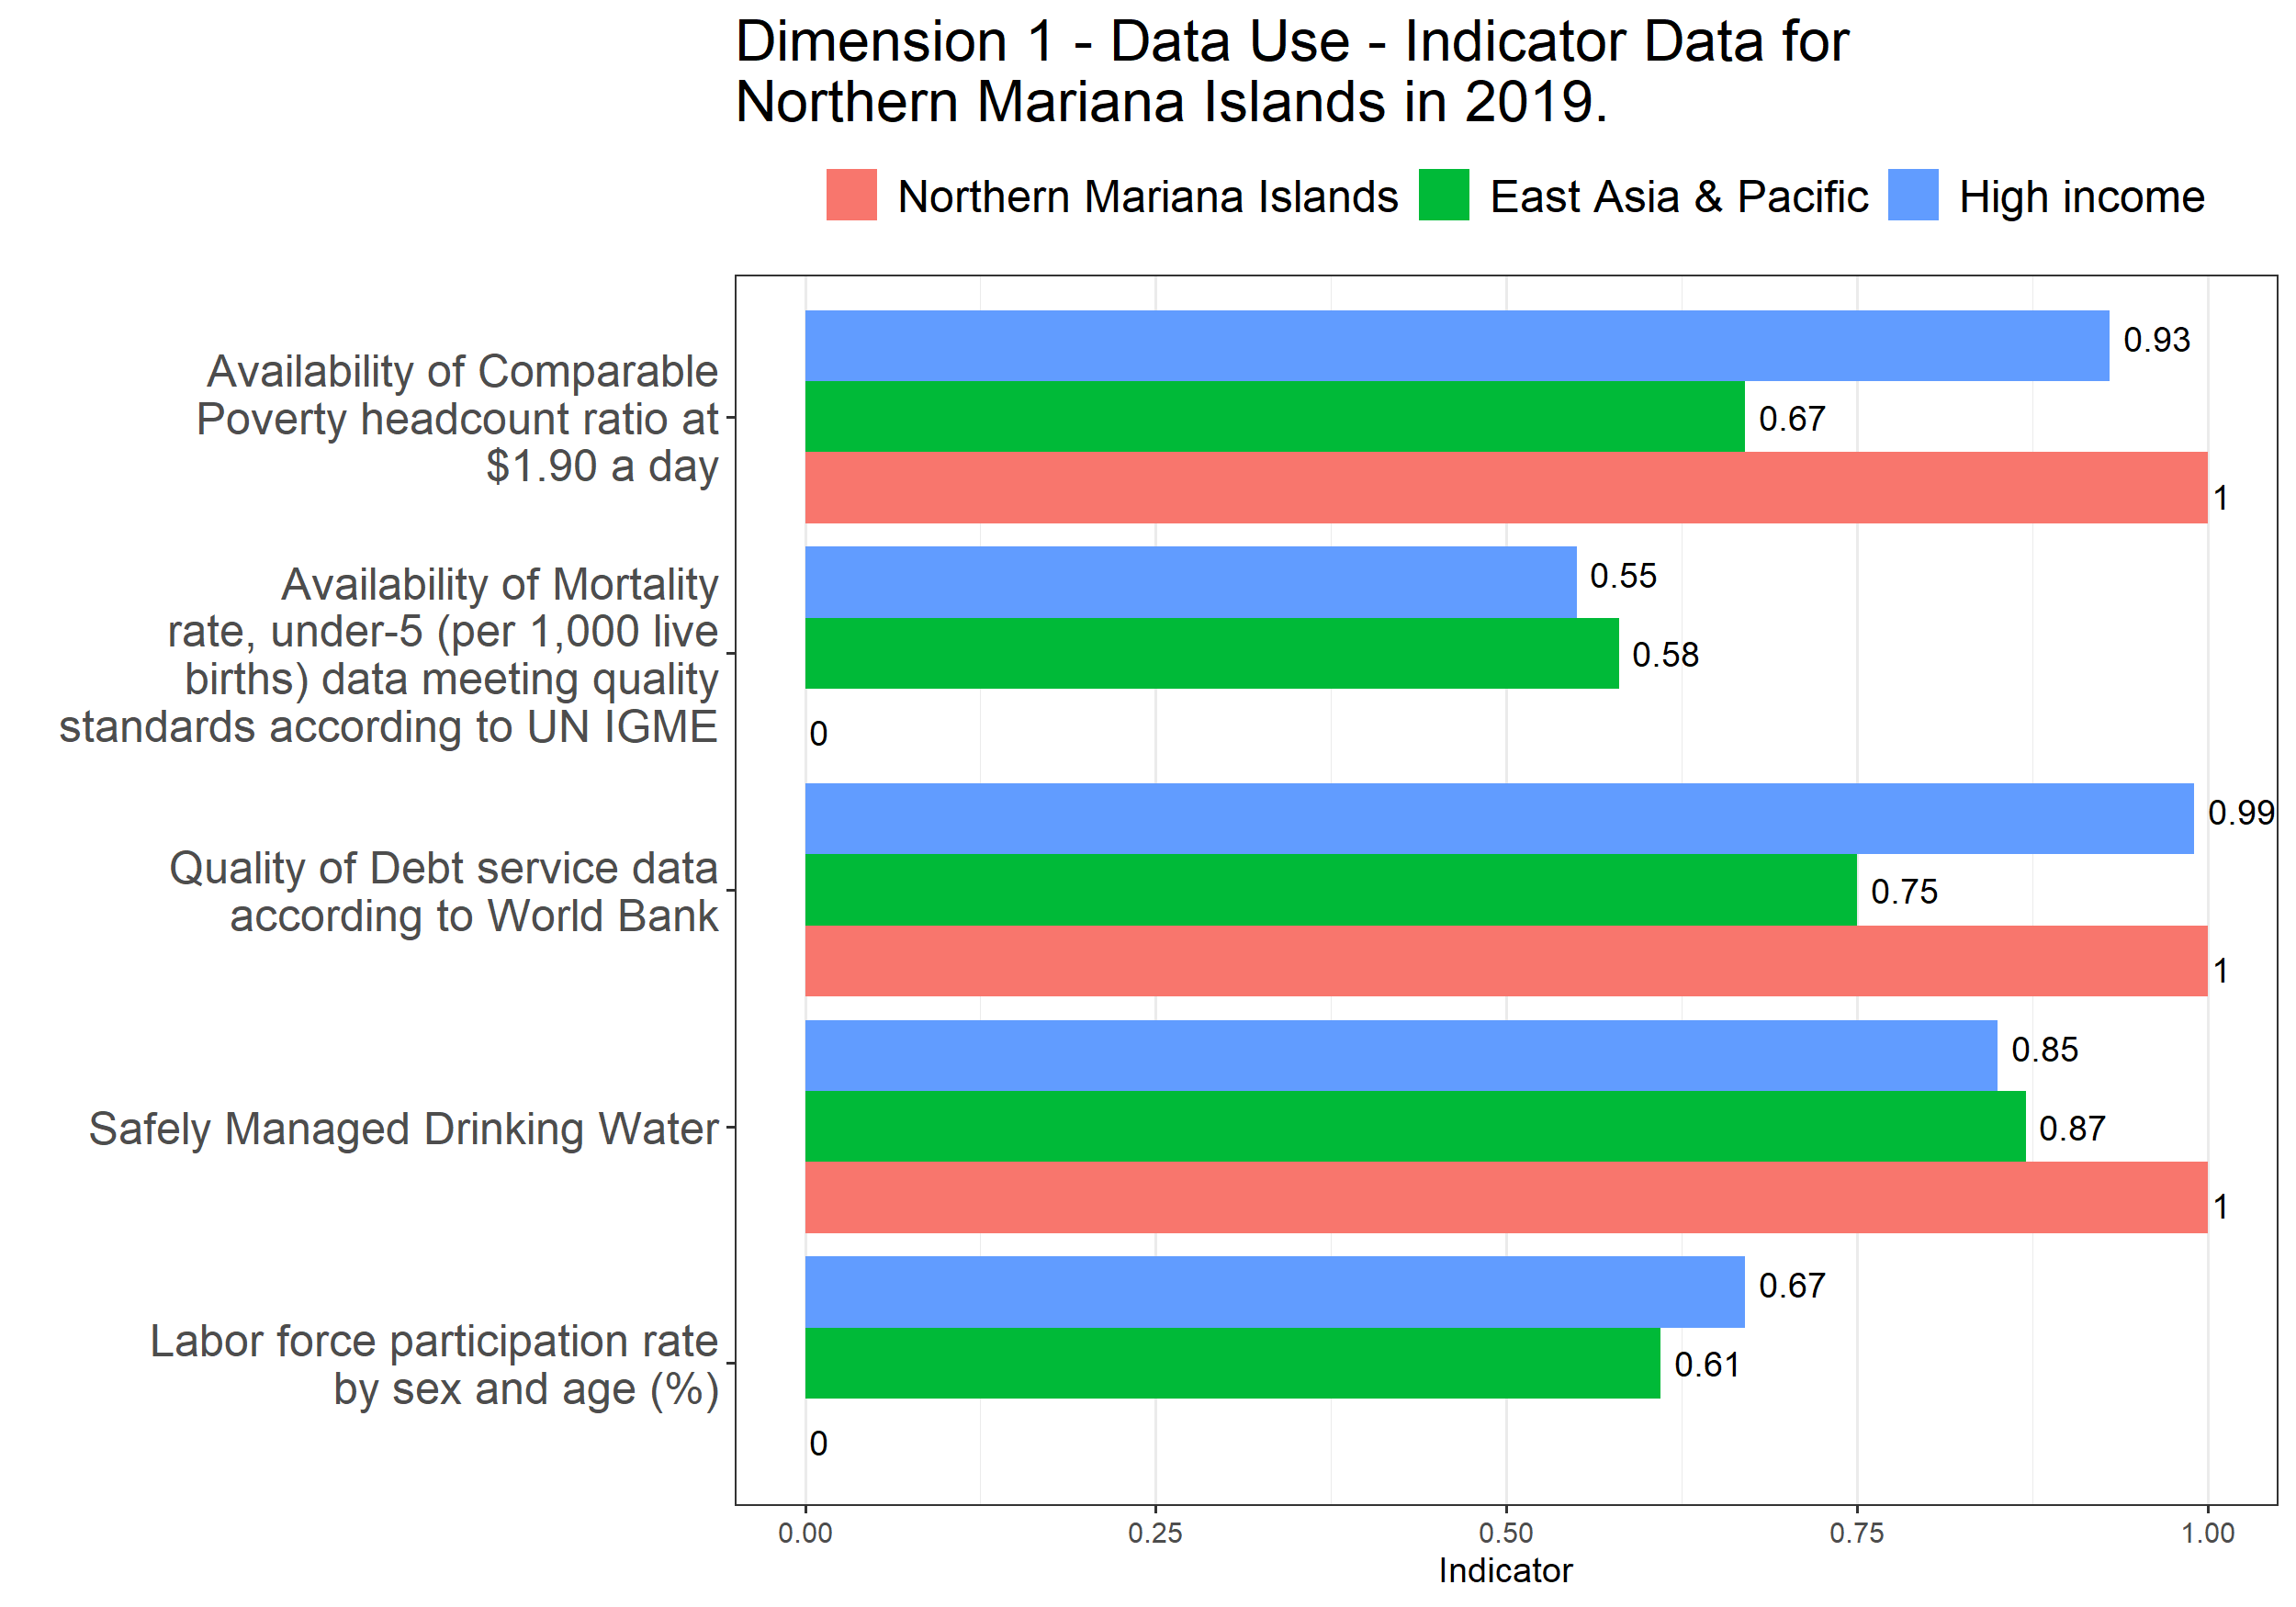 Dimension 1 - Data Use - Indicator Data for
Northern Mariana Islands in 2019.
Northern Mariana Islands East Asia & Pacific High income
Availability of Comparable
Poverty headcount ratio at
$1.90 a day
0.93
0.67
1
Availability of Mortality
rate, under-5 (per 1,000 live
births) data meeting quality
standards according to UN IGME
0.55
0.58
0
Quality of Debt service data
according to World Bank
0.99
0.75
1
Safely Managed Drinking Water
0.85
0.87
1
Labor force participation rate
by sex and age (%)
0.67
0.61
0
0.00 0.25 0.50 0.75 1.00
Indicator